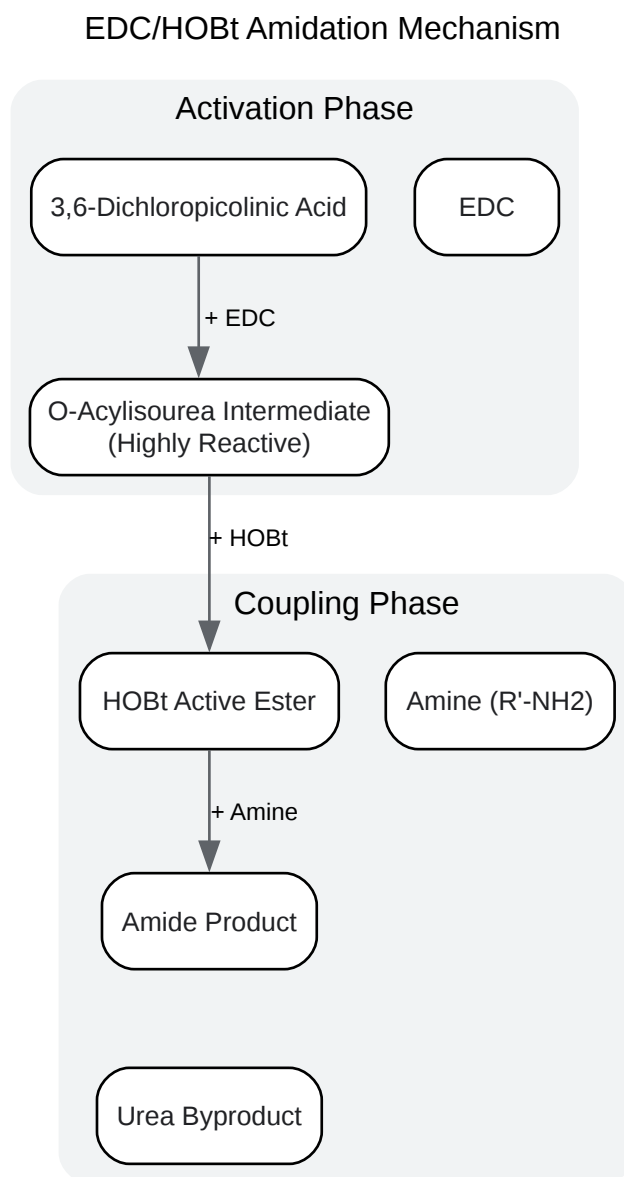 EDC/HOBt Amidation Mechanism
Activation Phase
3,6-Dichloropicolinic Acid
EDC
+ EDC
O-Acylisourea Intermediate
(Highly Reactive)
+ HOBt
Coupling Phase
HOBt Active Ester
Amine (R'-NH2)
+ Amine
Amide Product
Urea Byproduct